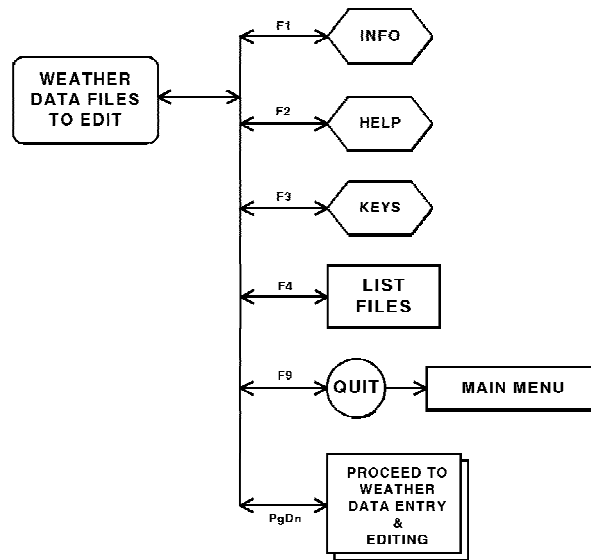 F1
INFO
WEATHER
DATA FILES
TO EDIT
F2
HELP
F3
KEYS
F4
LIST
FILES
F9
QUIT
MAIN MENU
PgDn
PROCEED TO
WEATHER
DATA ENTRY
&
EDITING